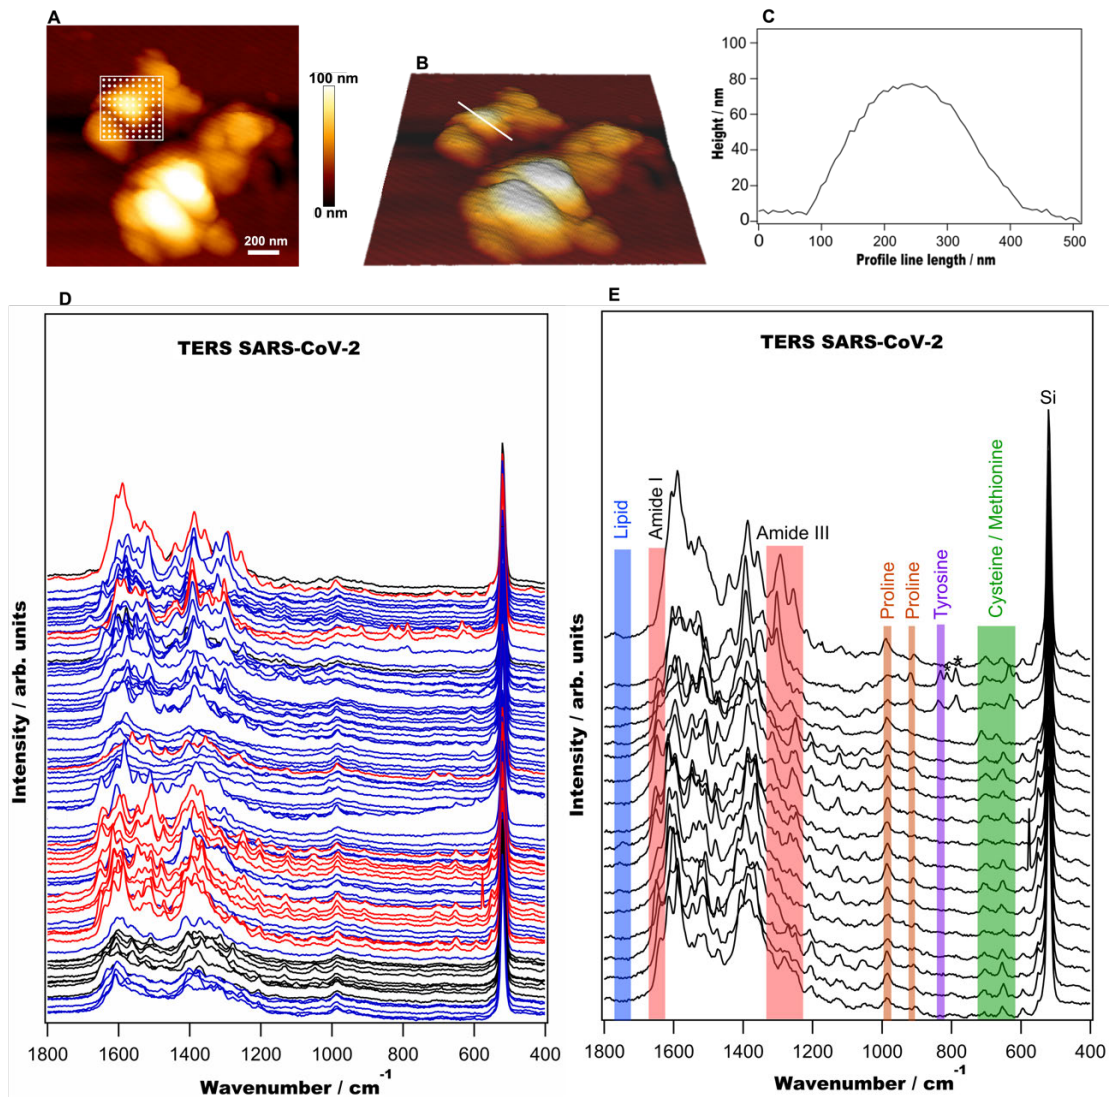 A
100 nm
0 nm
200 nm
B
C
100
80
60
40
20
0
Height / nm
0 100 200 300 400 500
Profile line length / nm
D
TERS SARS-CoV-2
Intensity / arb. units
1800 1600 1400 1200 1000 800 600 400
Wavenumber / cm⁻¹
E
TERS SARS-CoV-2
Si
Lipid
Amide I
Amide III
Proline
Proline
Tyrosine
Cysteine / Methionine
* *
Intensity / arb. units
1800 1600 1400 1200 1000 800 600 400
Wavenumber / cm⁻¹